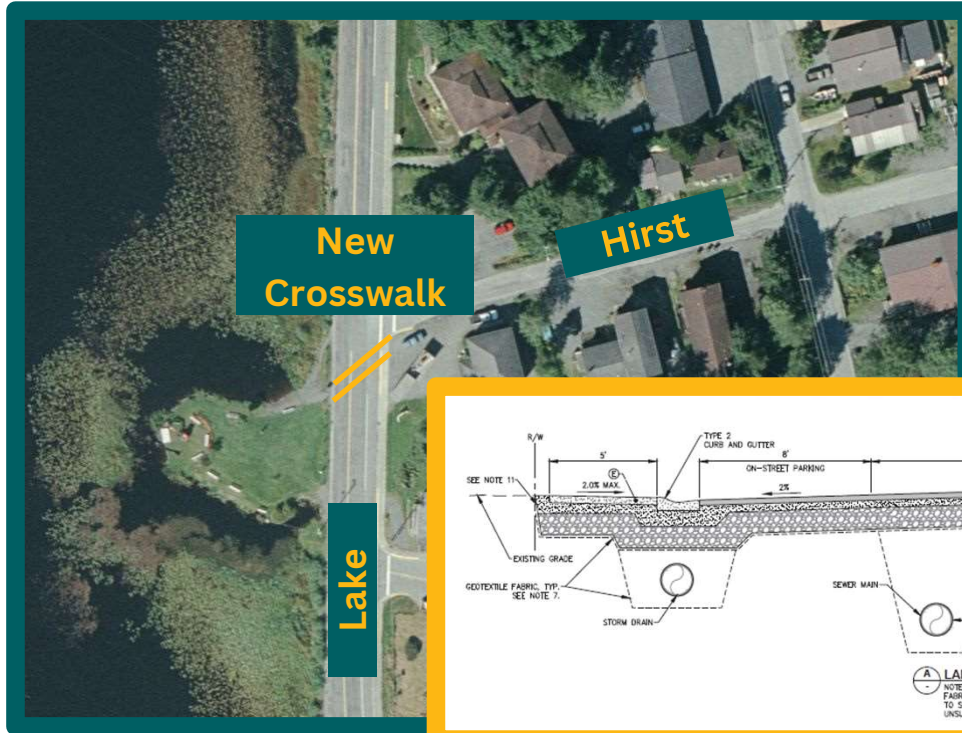 New
Crosswalk
Hirst
Lake
R/W
TYPE 2
CURB AND GUTTER
5'
8'
ON-STREET PARKING
SEE NOTE 11
2.0% MAX.
E
2%
EXISTING GRADE
GEOTEXTILE FABRIC, TYP.
SEE NOTE 7.
STORM DRAIN
SEWER MAIN
A
-